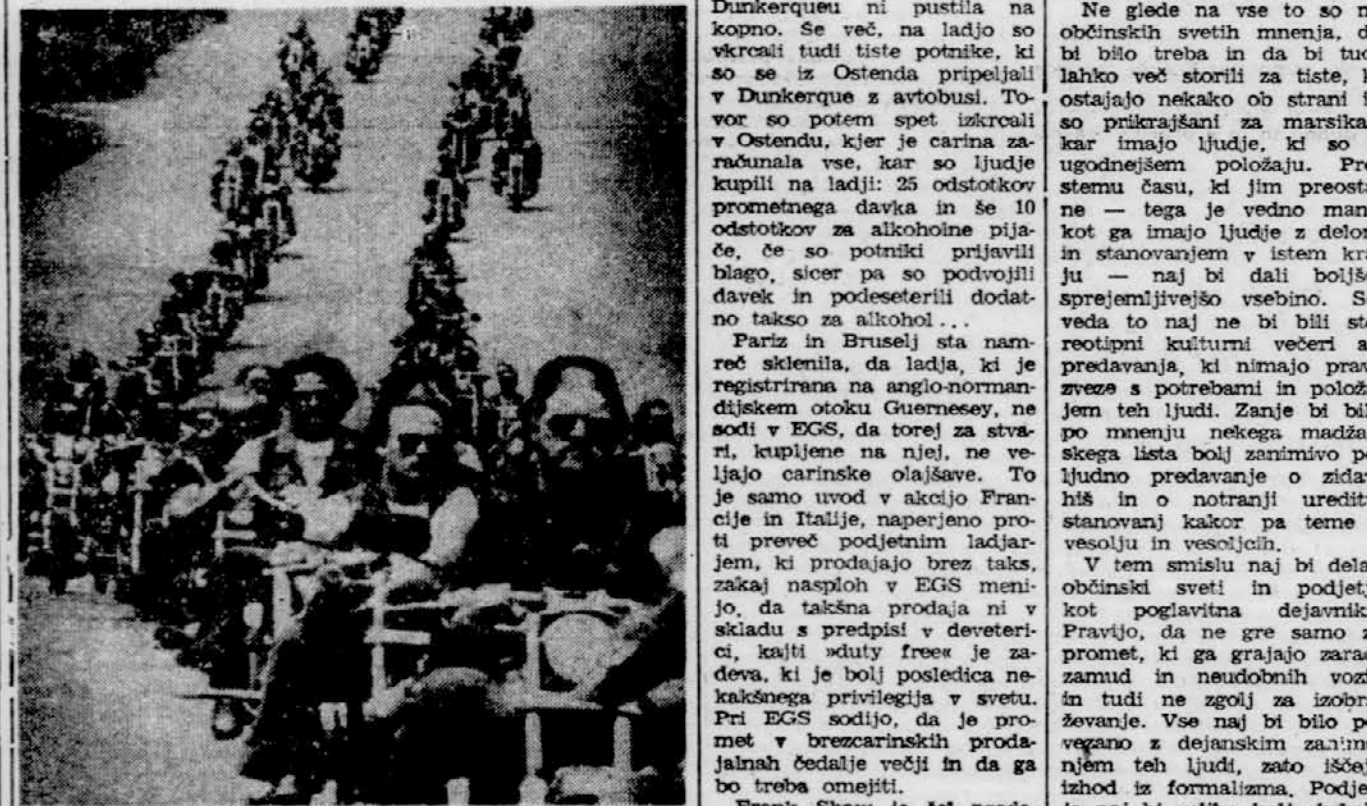 Dunkerqueu ni pustila na
kopno. Še več, na ladjo so
vkrcali tudi tiste potnike, ki
so se iz Ostenda pripeljali
v Dunkerque z avtobusi. To-
vor so potem spet izkrcali
v Ostendu, kjer je carina za-
računala vse, kar so ljudje
kupili na ladji: 25 odstotkov
prometnega davka in še 10
odstotkov za alkoholne pija-
če, če so potniki prijavili
blago, sicer pa so podvojili
davek in podeseterili dodat-
no takso za alkohol...
Pariz in Bruselj sta nam-
reč sklenila, da ladja, ki je
registrirana na anglo-norman-
dijskem otoku Guernesey, ne
sodi v EGS, da torej za stva-
ri, kupljene na njej, ne ve-
ljajo carinske olajšave. To
je samo uvod v akcijo Fran-
cije in Italije, naperjeno pro-
ti preveč podjetnim ladjar-
jem, ki prodajajo brez taks,
zakaj nasploh v EGS meni-
jo, da takšna prodaja ni v
skladu s predpisi v deveteri-
ci, kajti »duty free« je za-
deva, ki je bolj posledica ne-
kakšnega privilegija v svetu.
Pri EGS sodijo, da je pro-
met v brezcarinskih proda-
jalnah čedalje večji in da ga
bo treba omejiti.
Ne glede na vse to so
občinskih svetih mnenja,
bi bilo treba in da bi
lahko več storili za tiste,
ostajajo nekako ob strani
so prikrajšani za
kar imajo ljudje, ki so
ugodnejšem položaju.
stemu času, ki jim
ne — tega je vedno
kot ga imajo ljudje z
in stanovanjem v istem kra-
ju — naj bi dali
sprejemljivejšo vsebino.
veda to naj ne bi bili
reotipni kulturni večeri
predavanja, ki nimajo
zveze s potrebami in
jem teh ljudi. Zanje bi
po mnenju nekega
skega lista bolj zanimivo
ljudno predavanje o
hiš in o notranji
stanovanj kakor pa teme
vesolju in vesoljcih.
V tem smislu naj bi
občinski sveti in
kot poglavitna
Pravijo, da ne gre samo
promet, ki ga grajajo
zamud in neudobnih
in tudi ne zgolj za
ževanje. Vse naj bi bilo
vezano z dejanskim
njem teh ljudi, zato
izhod iz formalizma.